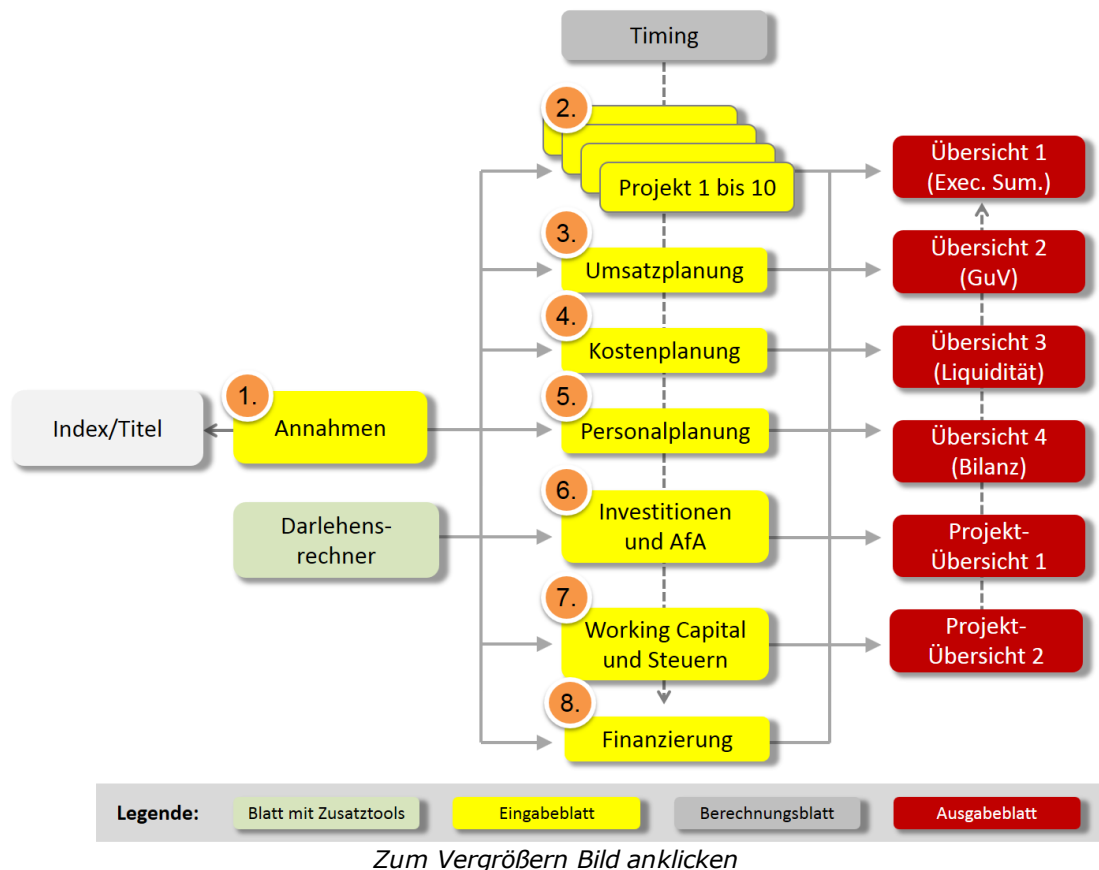 Timing
2.
Projekt 1 bis 10
Übersicht 1
(Exec. Sum.)
3.
Umsatzplanung
Übersicht 2
(GuV)
4.
Kostenplanung
Übersicht 3
(Liquidität)
1.
Index/Titel
Annahmen
5.
Personalplanung
Übersicht 4
(Bilanz)
Darlehens-
rechner
6.
Investitionen
und AfA
Projekt-
Übersicht 1
7.
Working Capital
und Steuern
Projekt-
Übersicht 2
8.
Finanzierung
Legende:
Blatt mit Zusatztools
Eingabeblatt
Berechnungsblatt
Ausgabeblatt
Zum Vergrößern Bild anklicken